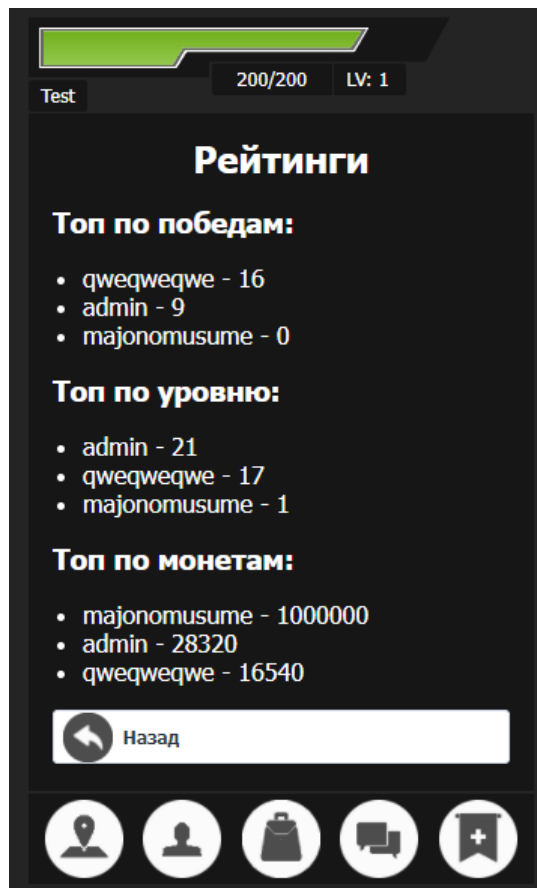 200/200 LV: 1
Test
Рейтинги
Топ по победам:
• qweqweqwe - 16
• admin - 9
• majonomusume - 0
Топ по уровню:
• admin - 21
• qweqweqwe - 17
• majonomusume - 1
Топ по монетам:
• majonomusume - 1000000
• admin - 28320
• qweqweqwe - 16540
Назад